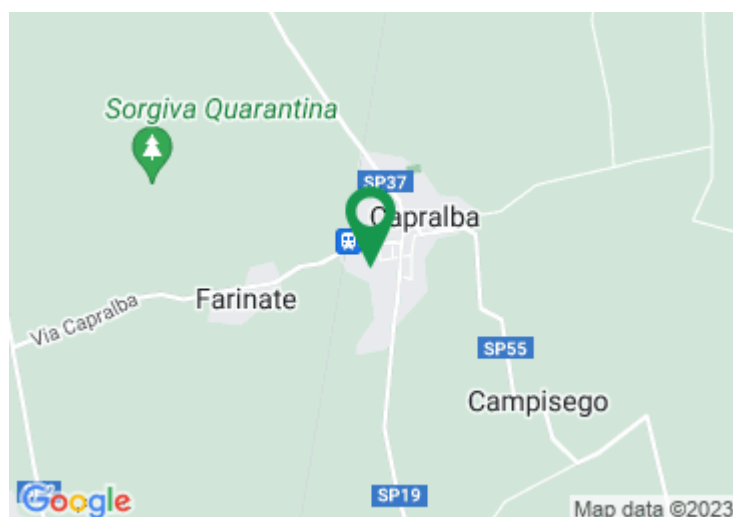 Sorgiva Quarantina
SP37
Capralba
Farinate
Via Capralba
SP55
Campisego
SP19
Google
Map data ©2023